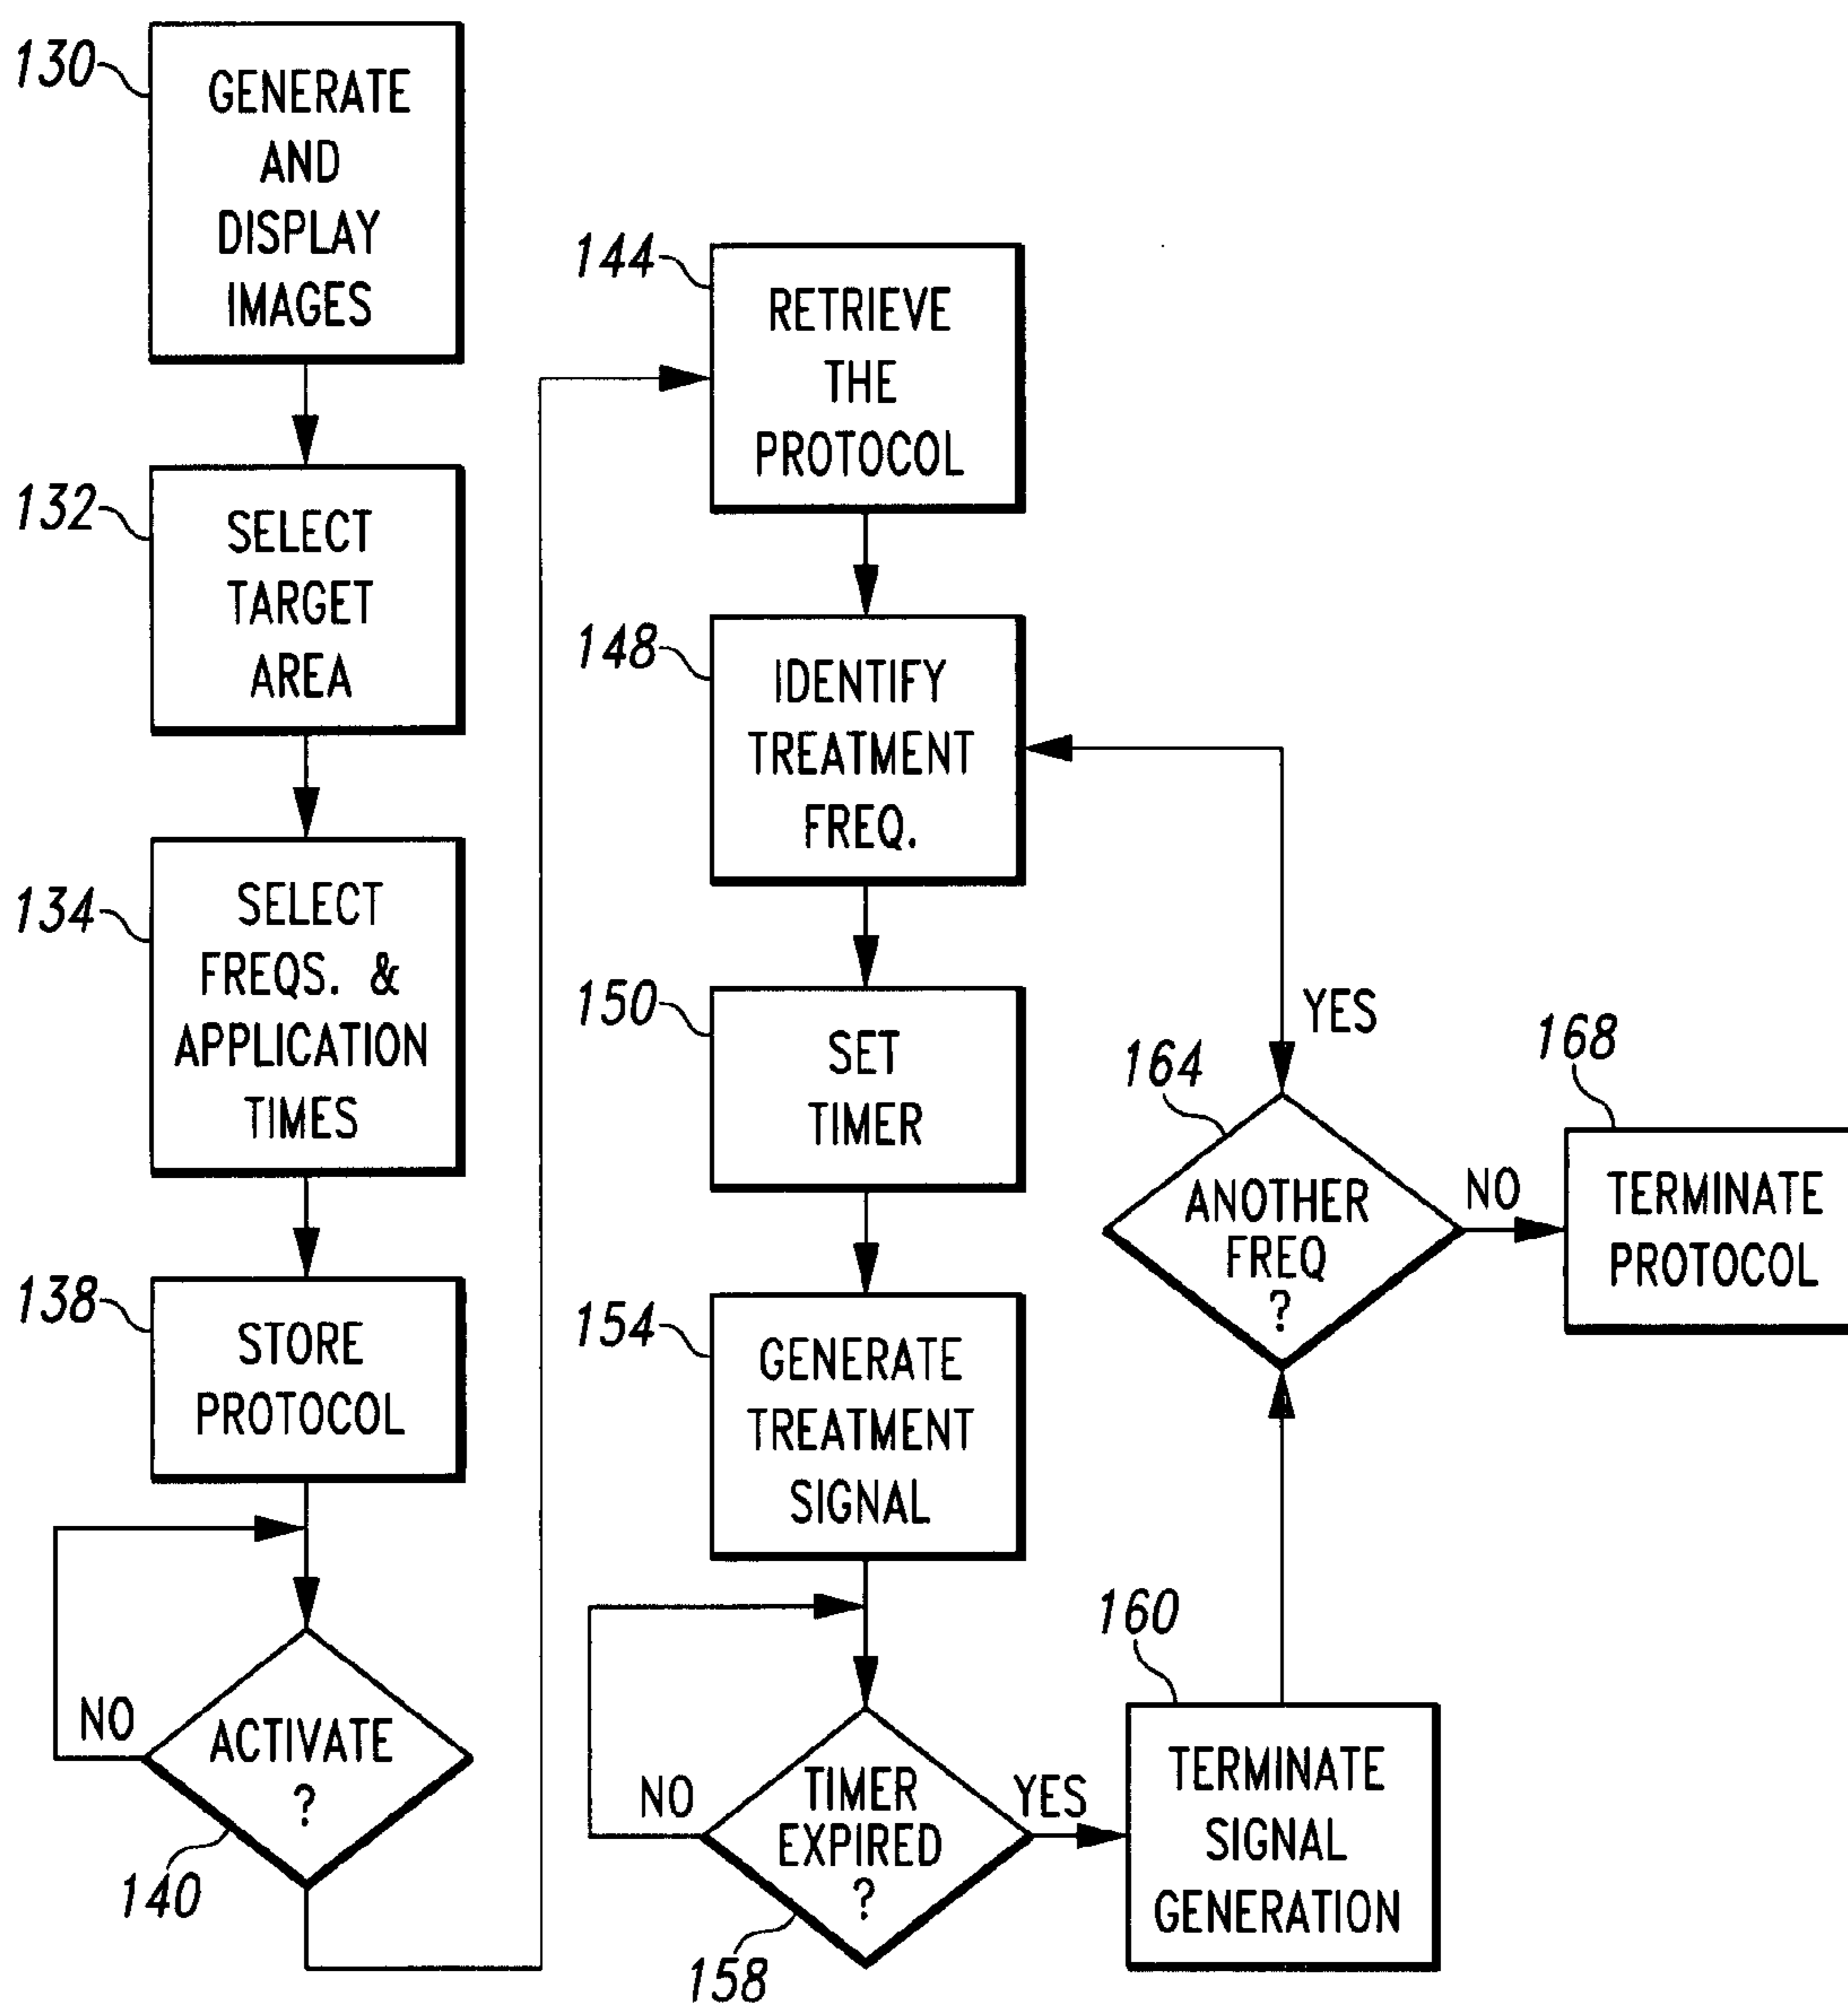 130
GENERATE
AND
DISPLAY
IMAGES
132
SELECT
TARGET
AREA
134
SELECT
FREQS. &
APPLICATION
TIMES
138
STORE
PROTOCOL
NO
ACTIVATE
?
140
144
RETRIEVE
THE
PROTOCOL
148
IDENTIFY
TREATMENT
FREQ.
150
SET
TIMER
154
GENERATE
TREATMENT
SIGNAL
NO
TIMER
EXPIRED
?
YES
158
160
TERMINATE
SIGNAL
GENERATION
164
YES
ANOTHER
FREQ
?
NO
168
TERMINATE
PROTOCOL